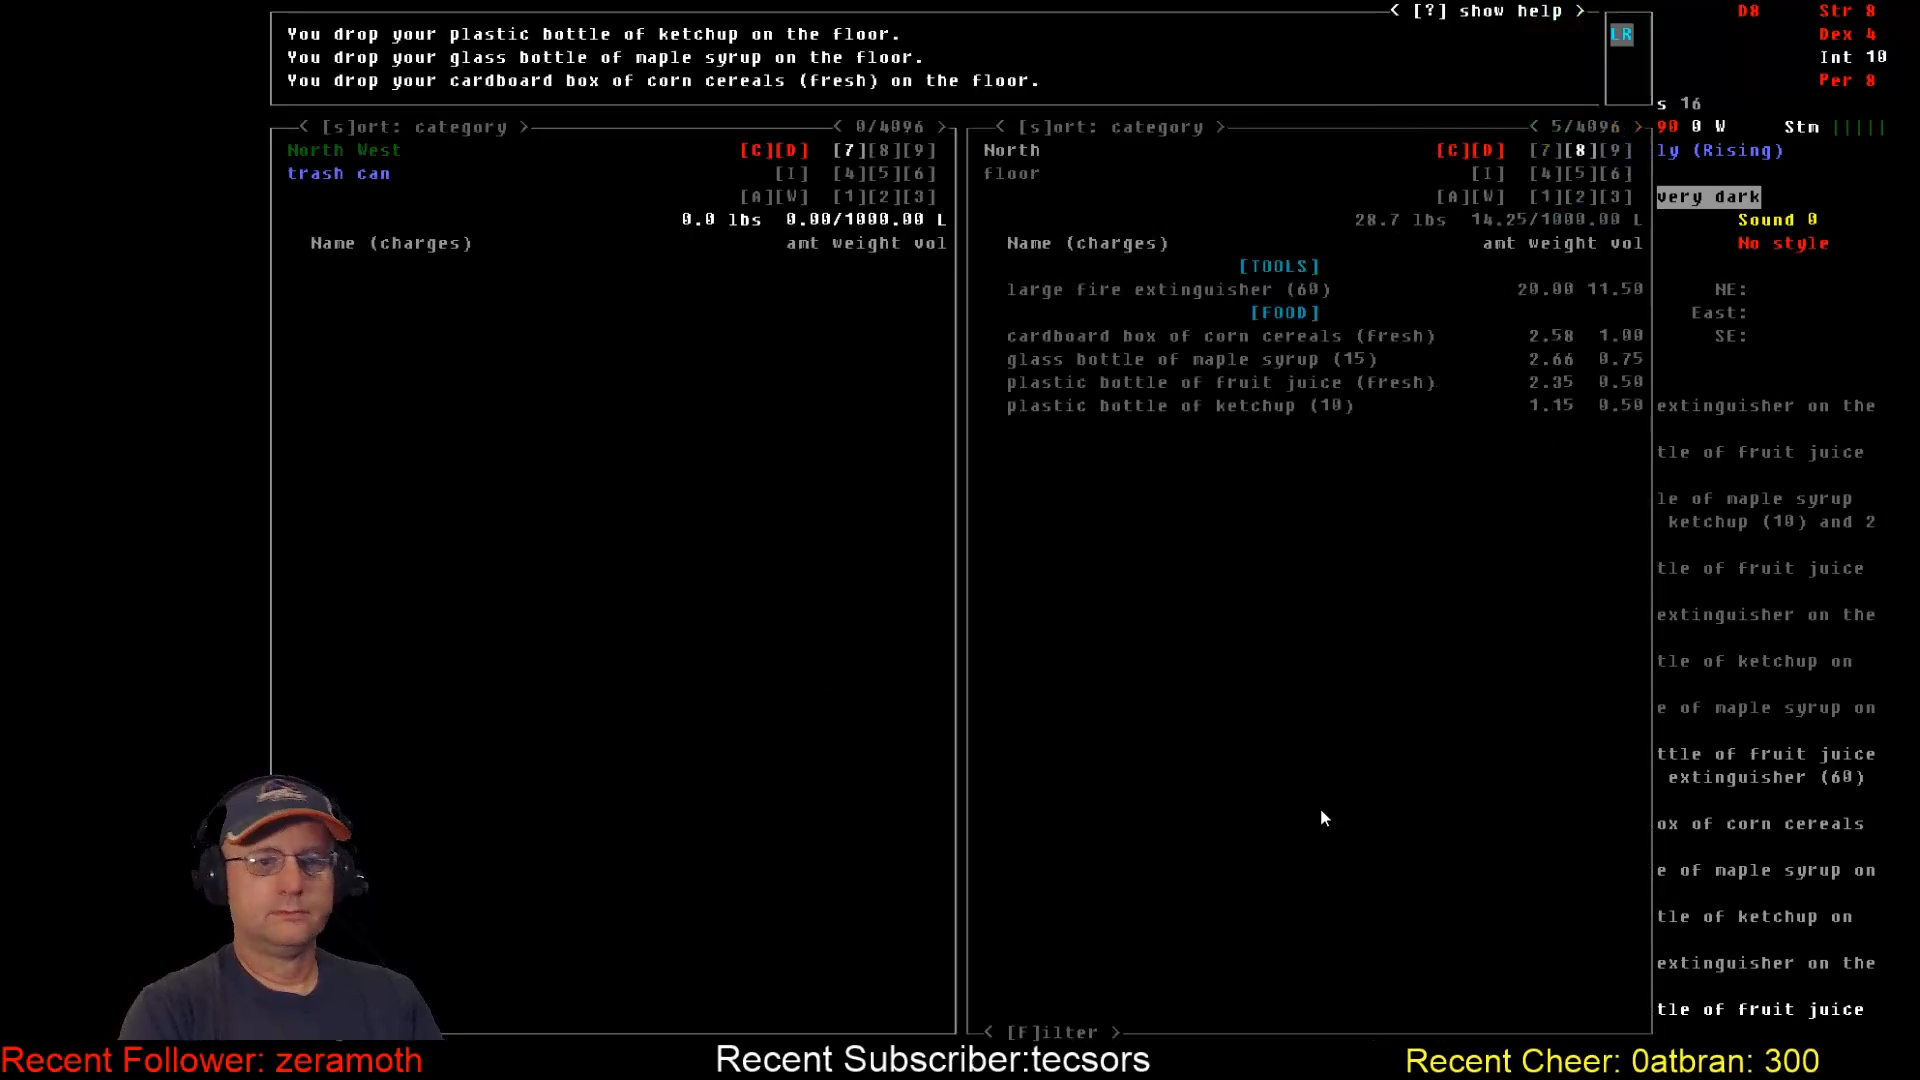 < [?] show help >
You drop your plastic bottle of ketchup on the floor.
You drop your glass bottle of maple syrup on the floor.
You drop your cardboard box of corn cereals (fresh) on the floor.
LR
D8 Str 8
Dex 4
Int 10
Per 8
s 16
90 0 W Stm |||||
ly (Rising)
very dark
Sound 0
No style
NE:
East:
SE:
< [s]ort: category > < 0/4096 >
North West [C][D] [7][8][9]
trash can [I] [4][5][6]
[A][W] [1][2][3]
0.0 lbs 0.00/1000.00 L
Name (charges) amt weight vol
< [s]ort: category > < 5/4096 >
North [C][D] [7][8][9]
floor [I] [4][5][6]
[A][W] [1][2][3]
28.7 lbs 14.25/1000.00 L
Name (charges) amt weight vol
[TOOLS]
large fire extinguisher (60) 20.00 11.50
[FOOD]
cardboard box of corn cereals (fresh) 2.58 1.00
glass bottle of maple syrup (15) 2.66 0.75
plastic bottle of fruit juice (fresh) 2.35 0.50
plastic bottle of ketchup (10) 1.15 0.50
< [F]ilter >
extinguisher on the
tle of fruit juice
le of maple syrup
ketchup (10) and 2
tle of fruit juice
extinguisher on the
tle of ketchup on
e of maple syrup on
ttle of fruit juice
extinguisher (60)
ox of corn cereals
e of maple syrup on
tle of ketchup on
extinguisher on the
tle of fruit juice
Recent Follower: zeramoth
Recent Subscriber:tecsors
Recent Cheer: 0atbran: 300